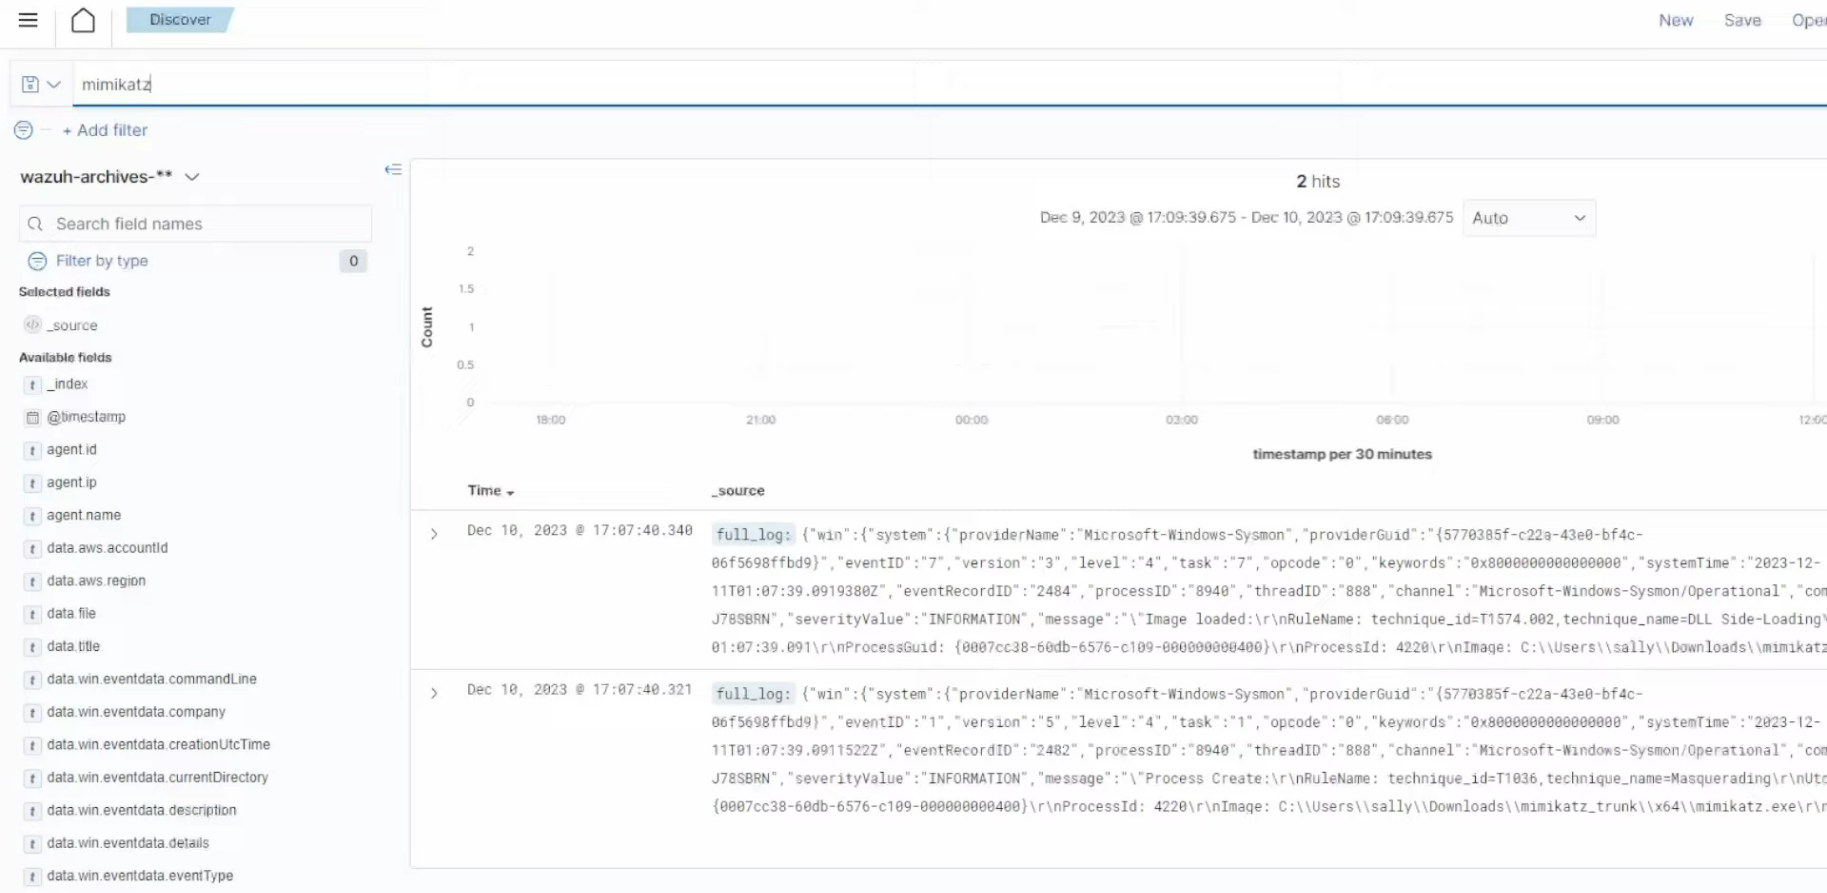 Discover
New Save Ope
mimikatz
+ Add filter
wazuh-archives-**
Search field names
Filter by type 0
Selected fields
_source
Available fields
_index
@timestamp
agent.id
agent.ip
agent.name
data.aws.accountId
data.aws.region
data.file
data.title
data.win.eventdata.commandLine
data.win.eventdata.company
data.win.eventdata.creationUtcTime
data.win.eventdata.currentDirectory
data.win.eventdata.description
data.win.eventdata.details
data.win.eventdata.eventType
2 hits
Dec 9, 2023 @ 17:09:39.675 - Dec 10, 2023 @ 17:09:39.675 Auto
Count
2
1.5
1
0.5
0
18:00 21:00 00:00 03:00 06:00 09:00 12:00
timestamp per 30 minutes
Time _source
Dec 10, 2023 @ 17:07:40.340 full_log: {"win":{"system":{"providerName":"Microsoft-Windows-Sysmon","providerGuid":"{5770385f-c22a-43e0-bf4c-
06f5698ffbd9}","eventID":"7","version":"3","level":"4","task":"7","opcode":"0","keywords":"0x8000000000000000","systemTime":"2023-12-
11T01:07:39.0919380Z","eventRecordID":"2484","processID":"8940","threadID":"888","channel":"Microsoft-Windows-Sysmon/Operational","com
J78SBRN","severityValue":"INFORMATION","message":"\"Image loaded:\r\nRuleName: technique_id=T1574.002,technique_name=DLL Side-Loading\
01:07:39.091\r\nProcessGuid: {0007cc38-60db-6576-c109-000000000400}\r\nProcessId: 4220\r\nImage: C:\\Users\\sally\\Downloads\\mimikatz
Dec 10, 2023 @ 17:07:40.321 full_log: {"win":{"system":{"providerName":"Microsoft-Windows-Sysmon","providerGuid":"{5770385f-c22a-43e0-bf4c-
06f5698ffbd9}","eventID":"1","version":"5","level":"4","task":"1","opcode":"0","keywords":"0x8000000000000000","systemTime":"2023-12-
11T01:07:39.0911522Z","eventRecordID":"2482","processID":"8940","threadID":"888","channel":"Microsoft-Windows-Sysmon/Operational","com
J78SBRN","severityValue":"INFORMATION","message":"\"Process Create:\r\nRuleName: technique_id=T1036,technique_name=Masquerading\r\nUtc
{0007cc38-60db-6576-c109-000000000400}\r\nProcessId: 4220\r\nImage: C:\\Users\\sally\\Downloads\\mimikatz_trunk\\x64\\mimikatz.exe\r\n